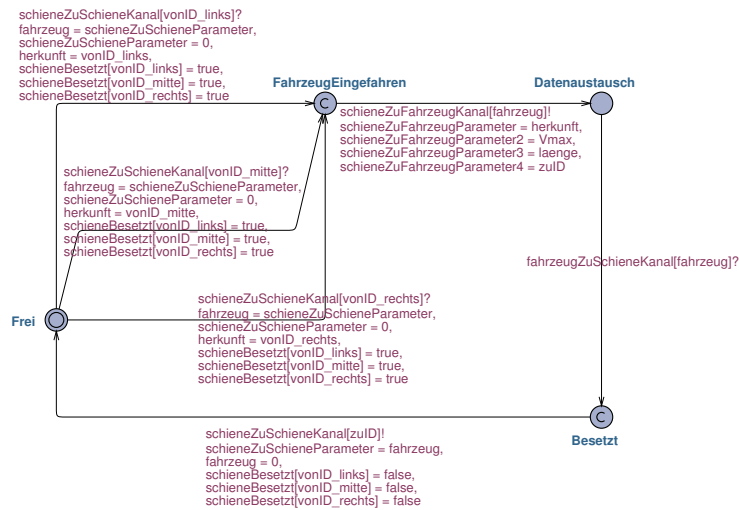 schieneZuSchieneKanal[vonID_links]?
fahrzeug = schieneZuSchieneParameter,
schieneZuSchieneParameter = 0,
herkunft = vonID_links,
schieneBesetzt[vonID_links] = true,
schieneBesetzt[vonID_mitte] = true,
schieneBesetzt[vonID_rechts] = true
FahrzeugEingefahren
Datenaustausch
C
schieneZuFahrzeugKanal[fahrzeug]!
schieneZuFahrzeugParameter = herkunft,
schieneZuFahrzeugParameter2 = Vmax,
schieneZuFahrzeugParameter3 = laenge,
schieneZuFahrzeugParameter4 = zuID
schieneZuSchieneKanal[vonID_mitte]?
fahrzeug = schieneZuSchieneParameter,
schieneZuSchieneParameter = 0,
herkunft = vonID_mitte,
schieneBesetzt[vonID_links] = true,
schieneBesetzt[vonID_mitte] = true,
schieneBesetzt[vonID_rechts] = true
fahrzeugZuSchieneKanal[fahrzeug]?
schieneZuSchieneKanal[vonID_rechts]?
fahrzeug = schieneZuSchieneParameter,
schieneZuSchieneParameter = 0,
herkunft = vonID_rechts,
schieneBesetzt[vonID_links] = true,
schieneBesetzt[vonID_mitte] = true,
schieneBesetzt[vonID_rechts] = true
Frei
C
Besetzt
schieneZuSchieneKanal[zuID]!
schieneZuSchieneParameter = fahrzeug,
fahrzeug = 0,
schieneBesetzt[vonID_links] = false,
schieneBesetzt[vonID_mitte] = false,
schieneBesetzt[vonID_rechts] = false